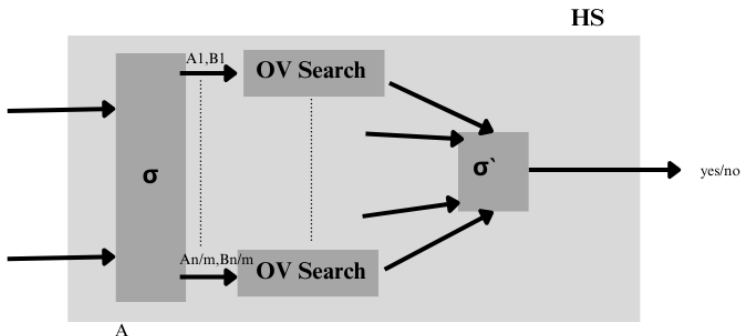 HS
A1,B1
OV Search
σ
σ`
yes/no
An/m,Bn/m
OV Search
A